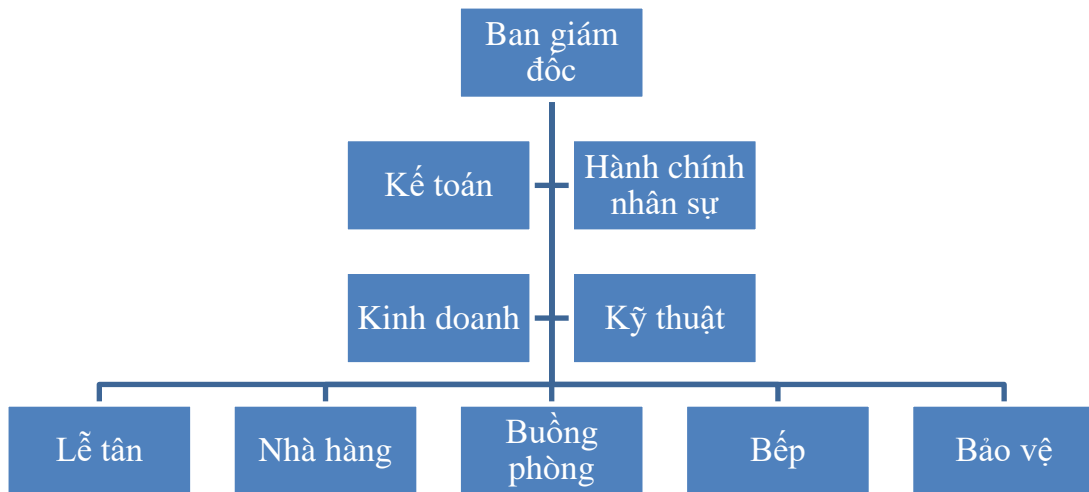 Ban giám
đốc
Kế toán
Hành chính
nhân sự
Kinh doanh
Kỹ thuật
Lễ tân
Nhà hàng
Buồng
phòng
Bếp
Bảo vệ